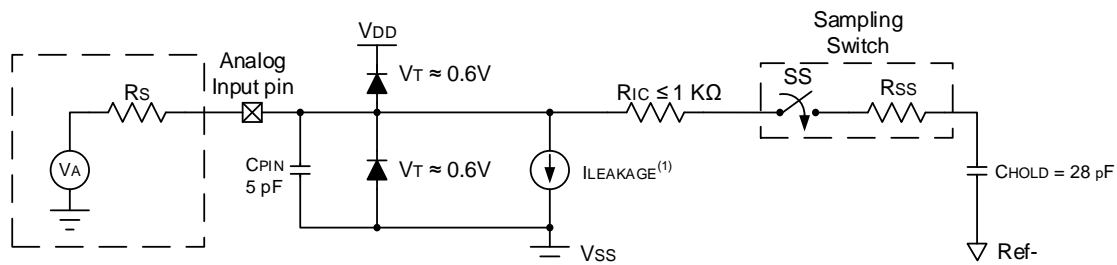 Sampling
Switch
VDD
Analog
Input pin
VT ≈ 0.6V
RS
RIC ≤ 1 KΩ
SS
RSS
VA
CPIN
5 pF
VT ≈ 0.6V
ILEAKAGE(1)
CHOLD = 28 pF
VSS
Ref-